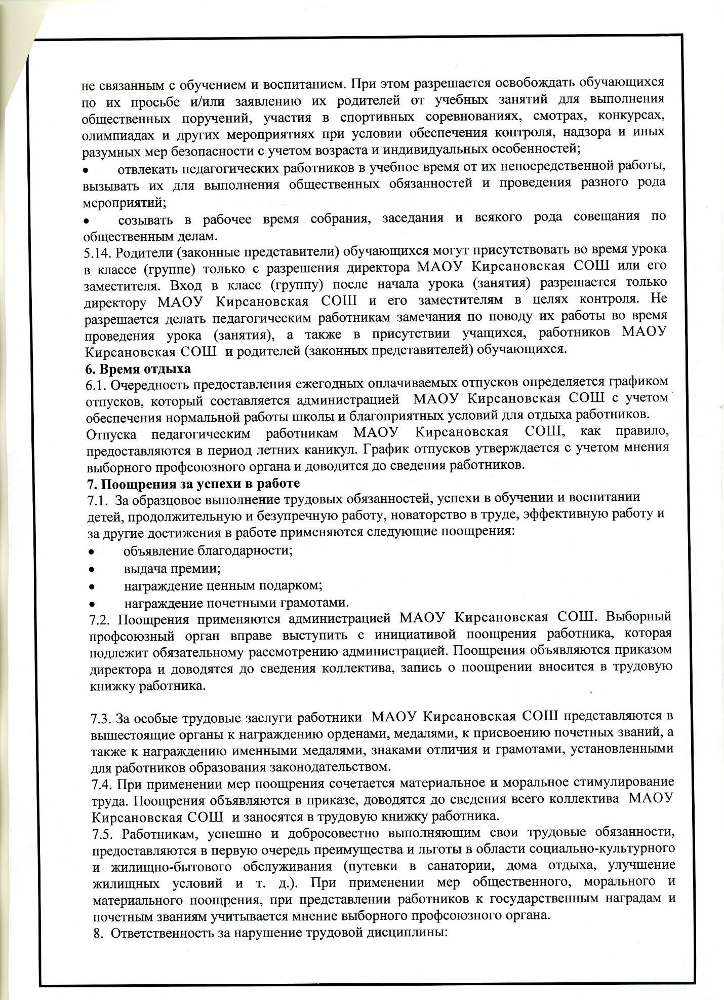 не связанным с обучением и воспитанием. При этом разрешается освобождать обучающихся
по их просьбе и/или заявлению их родителей от учебных занятий для выполнения
общественных поручений, участия в спортивных соревнованиях, смотрах, конкурсах,
олимпиадах и других мероприятиях при условии обеспечения контроля, надзора и иных
разумных мер безопасности с учетом возраста и индивидуальных особенностей;
• отвлекать педагогических работников в учебное время от их непосредственной работы,
вызывать их для выполнения общественных обязанностей и проведения разного рода
мероприятий;
• созывать в рабочее время собрания, заседания и всякого рода совещания по
общественным делам.
5.14. Родители (законные представители) обучающихся могут присутствовать во время урока
в классе (группе) только с разрешения директора МАОУ Кирсановская СОШ или его
заместителя. Вход в класс (группу) после начала урока (занятия) разрешается только
директору МАОУ Кирсановская СОШ и его заместителям в целях контроля. Не
разрешается делать педагогическим работникам замечания по поводу их работы во время
проведения урока (занятия), а также в присутствии учащихся, работников МАОУ
Кирсановская СОШ и родителей (законных представителей) обучающихся.
6. Время отдыха
6.1. Очередность предоставления ежегодных оплачиваемых отпусков определяется графиком
отпусков, который составляется администрацией МАОУ Кирсановская СОШ с учетом
обеспечения нормальной работы школы и благоприятных условий для отдыха работников.
Отпуска педагогическим работникам МАОУ Кирсановская СОШ, как правило,
предоставляются в период летних каникул. График отпусков утверждается с учетом мнения
выборного профсоюзного органа и доводится до сведения работников.
7. Поощрения за успехи в работе
7.1. За образцовое выполнение трудовых обязанностей, успехи в обучении и воспитании
детей, продолжительную и безупречную работу, новаторство в труде, эффективную работу и
за другие достижения в работе применяются следующие поощрения:
• объявление благодарности;
• выдача премии;
• награждение ценным подарком;
• награждение почетными грамотами.
7.2. Поощрения применяются администрацией МАОУ Кирсановская СОШ. Выборный
профсоюзный орган вправе выступить с инициативой поощрения работника, которая
подлежит обязательному рассмотрению администрацией. Поощрения объявляются приказом
директора и доводятся до сведения коллектива, запись о поощрении вносится в трудовую
книжку работника.
7.3. За особые трудовые заслуги работники МАОУ Кирсановская СОШ представляются в
вышестоящие органы к награждению орденами, медалями, к присвоению почетных званий, а
также к награждению именными медалями, знаками отличия и грамотами, установленными
для работников образования законодательством.
7.4. При применении мер поощрения сочетается материальное и моральное стимулирование
труда. Поощрения объявляются в приказе, доводятся до сведения всего коллектива МАОУ
Кирсановская СОШ и заносятся в трудовую книжку работника.
7.5. Работникам, успешно и добросовестно выполняющим свои трудовые обязанности,
предоставляются в первую очередь преимущества и льготы в области социально-культурного
и жилищно-бытового обслуживания (путевки в санатории, дома отдыха, улучшение
жилищных условий и т. д.). При применении мер общественного, морального и
материального поощрения, при представлении работников к государственным наградам и
почетным званиям учитывается мнение выборного профсоюзного органа.
8. Ответственность за нарушение трудовой дисциплины: